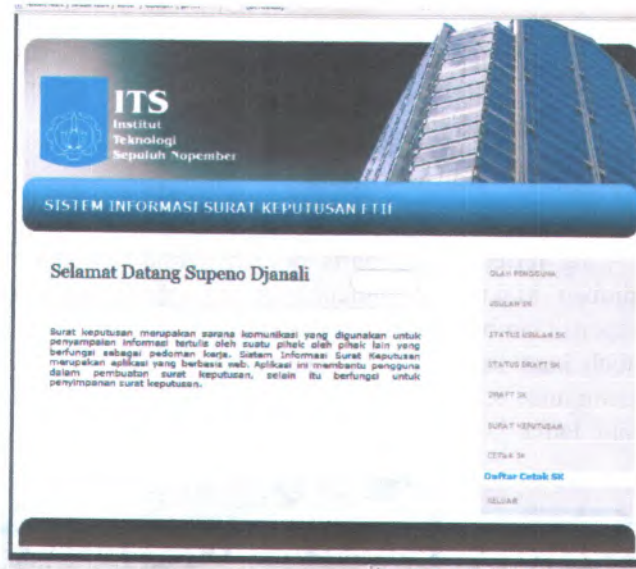 ITS
Institut
Teknologi
Sepuluh Nopember
SISTEM INFORMASI SURAT KEPUTUSAN FTIF
Selamat Datang Supeno Djanali
Surat keputusan merupakan sarana komunikasi yang digunakan untuk
penyampaian informasi tertulis oleh suatu pihak oleh pihak lain yang
berfungsi sebagai pedoman kerja. Sistem Informasi Surat Keputusan
merupakan aplikasi yang berbasis web. Aplikasi ini membantu pengguna
dalam pembuatan surat keputusan, selain itu berfungsi untuk
penyimpanan surat keputusan.
OLAH PENGGUNA
USULAN SK
STATUS USULAN SK
STATUS DRAFT SK
DRAFT SK
SURAT KEPUTUSAN
CETAK SK
Daftar Cetak SK
KELUAR